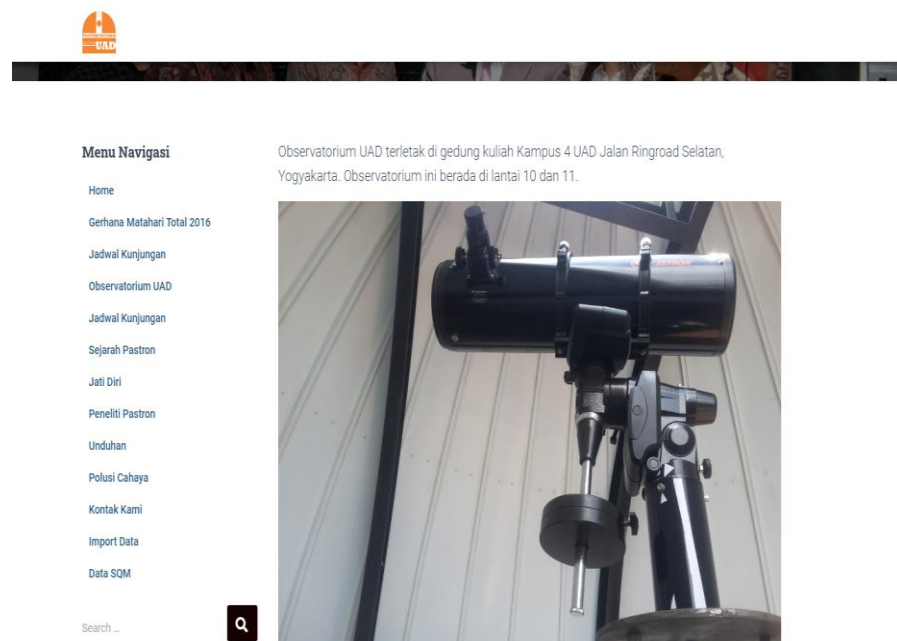 UAD
Menu Navigasi
Home
Gerhana Matahari Total 2016
Jadwal Kunjungan
Observatorium UAD
Jadwal Kunjungan
Sejarah Pastron
Jati Diri
Peneliti Pastron
Unduhan
Polusi Cahaya
Kontak Kami
Import Data
Data SQM
Search ...
Observatorium UAD terletak di gedung kuliah Kampus 4 UAD Jalan Ringroad Selatan,
Yogyakarta. Observatorium ini berada di lantai 10 dan 11.